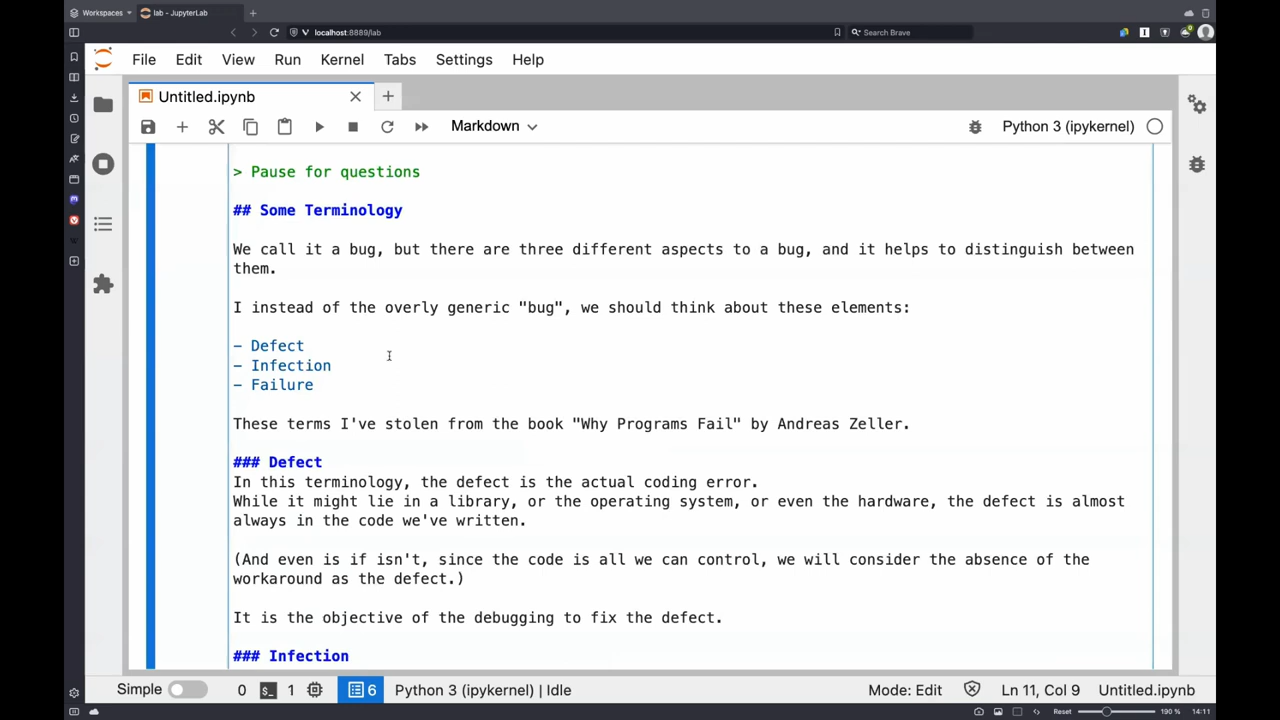 Workspaces
lab - JupyterLab
localhost:8889/lab
Search Brave
File Edit View Run Kernel Tabs Settings Help
Untitled.ipynb
Markdown
Python 3 (ipykernel)
> Pause for questions
## Some Terminology
We call it a bug, but there are three different aspects to a bug, and it helps to distinguish between
them.
I instead of the overly generic "bug", we should think about these elements:
- Defect
- Infection
- Failure
These terms I've stolen from the book "Why Programs Fail" by Andreas Zeller.
### Defect
In this terminology, the defect is the actual coding error.
While it might lie in a library, or the operating system, or even the hardware, the defect is almost
always in the code we've written.
(And even is if isn't, since the code is all we can control, we will consider the absence of the
workaround as the defect.)
It is the objective of the debugging to fix the defect.
### Infection
Simple 0 1 6 Python 3 (ipykernel) | Idle Mode: Edit Ln 11, Col 9 Untitled.ipynb
Reset 190 % 14:11